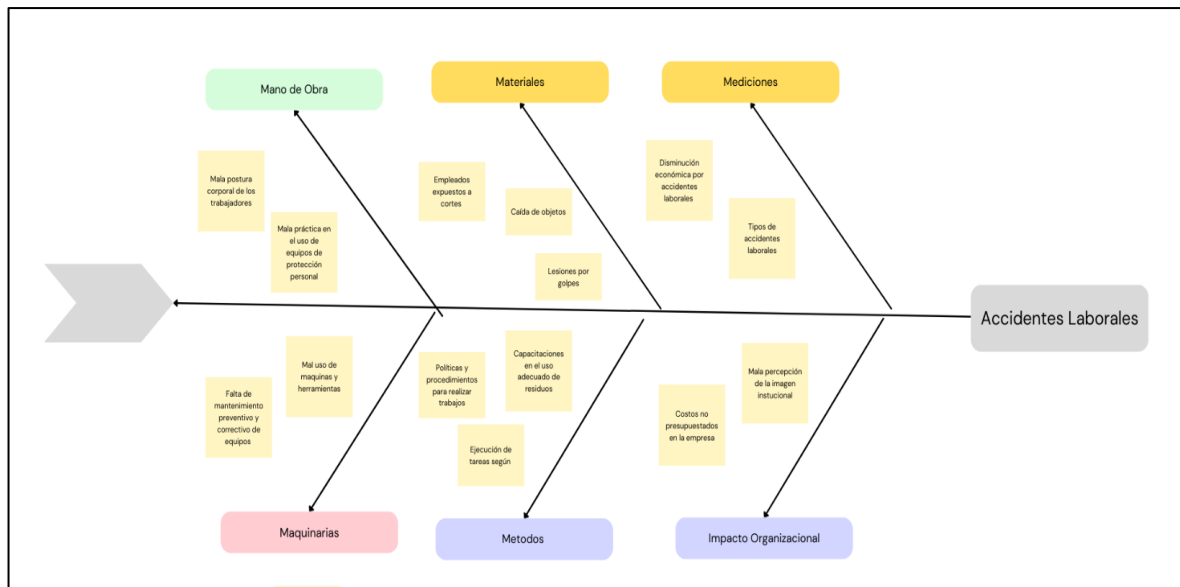 Mano de Obra
Materiales
Mediciones
Mala postura
corporal de los
trabajadores
Mala práctica en
el uso de
equipos de
protección
personal
Empleados
expuestos a
cortes
Caída de objetos
Lesiones por
golpes
Disminución
económica por
accidentes
laborales
Tipos de
accidentes
laborales
Accidentes Laborales
Falta de
mantenimiento
preventivo y
correctivo de
equipos
Mal uso de
maquinas y
herramientas
Políticas y
procedimientos
para realizar
trabajos
Capacitaciones
en el uso
adecuado de
residuos
Ejecución de
tareas según
Costos no
presupuestados
en la empresa
Mala percepción
de la imagen
instucional
Maquinarias
Metodos
Impacto Organizacional